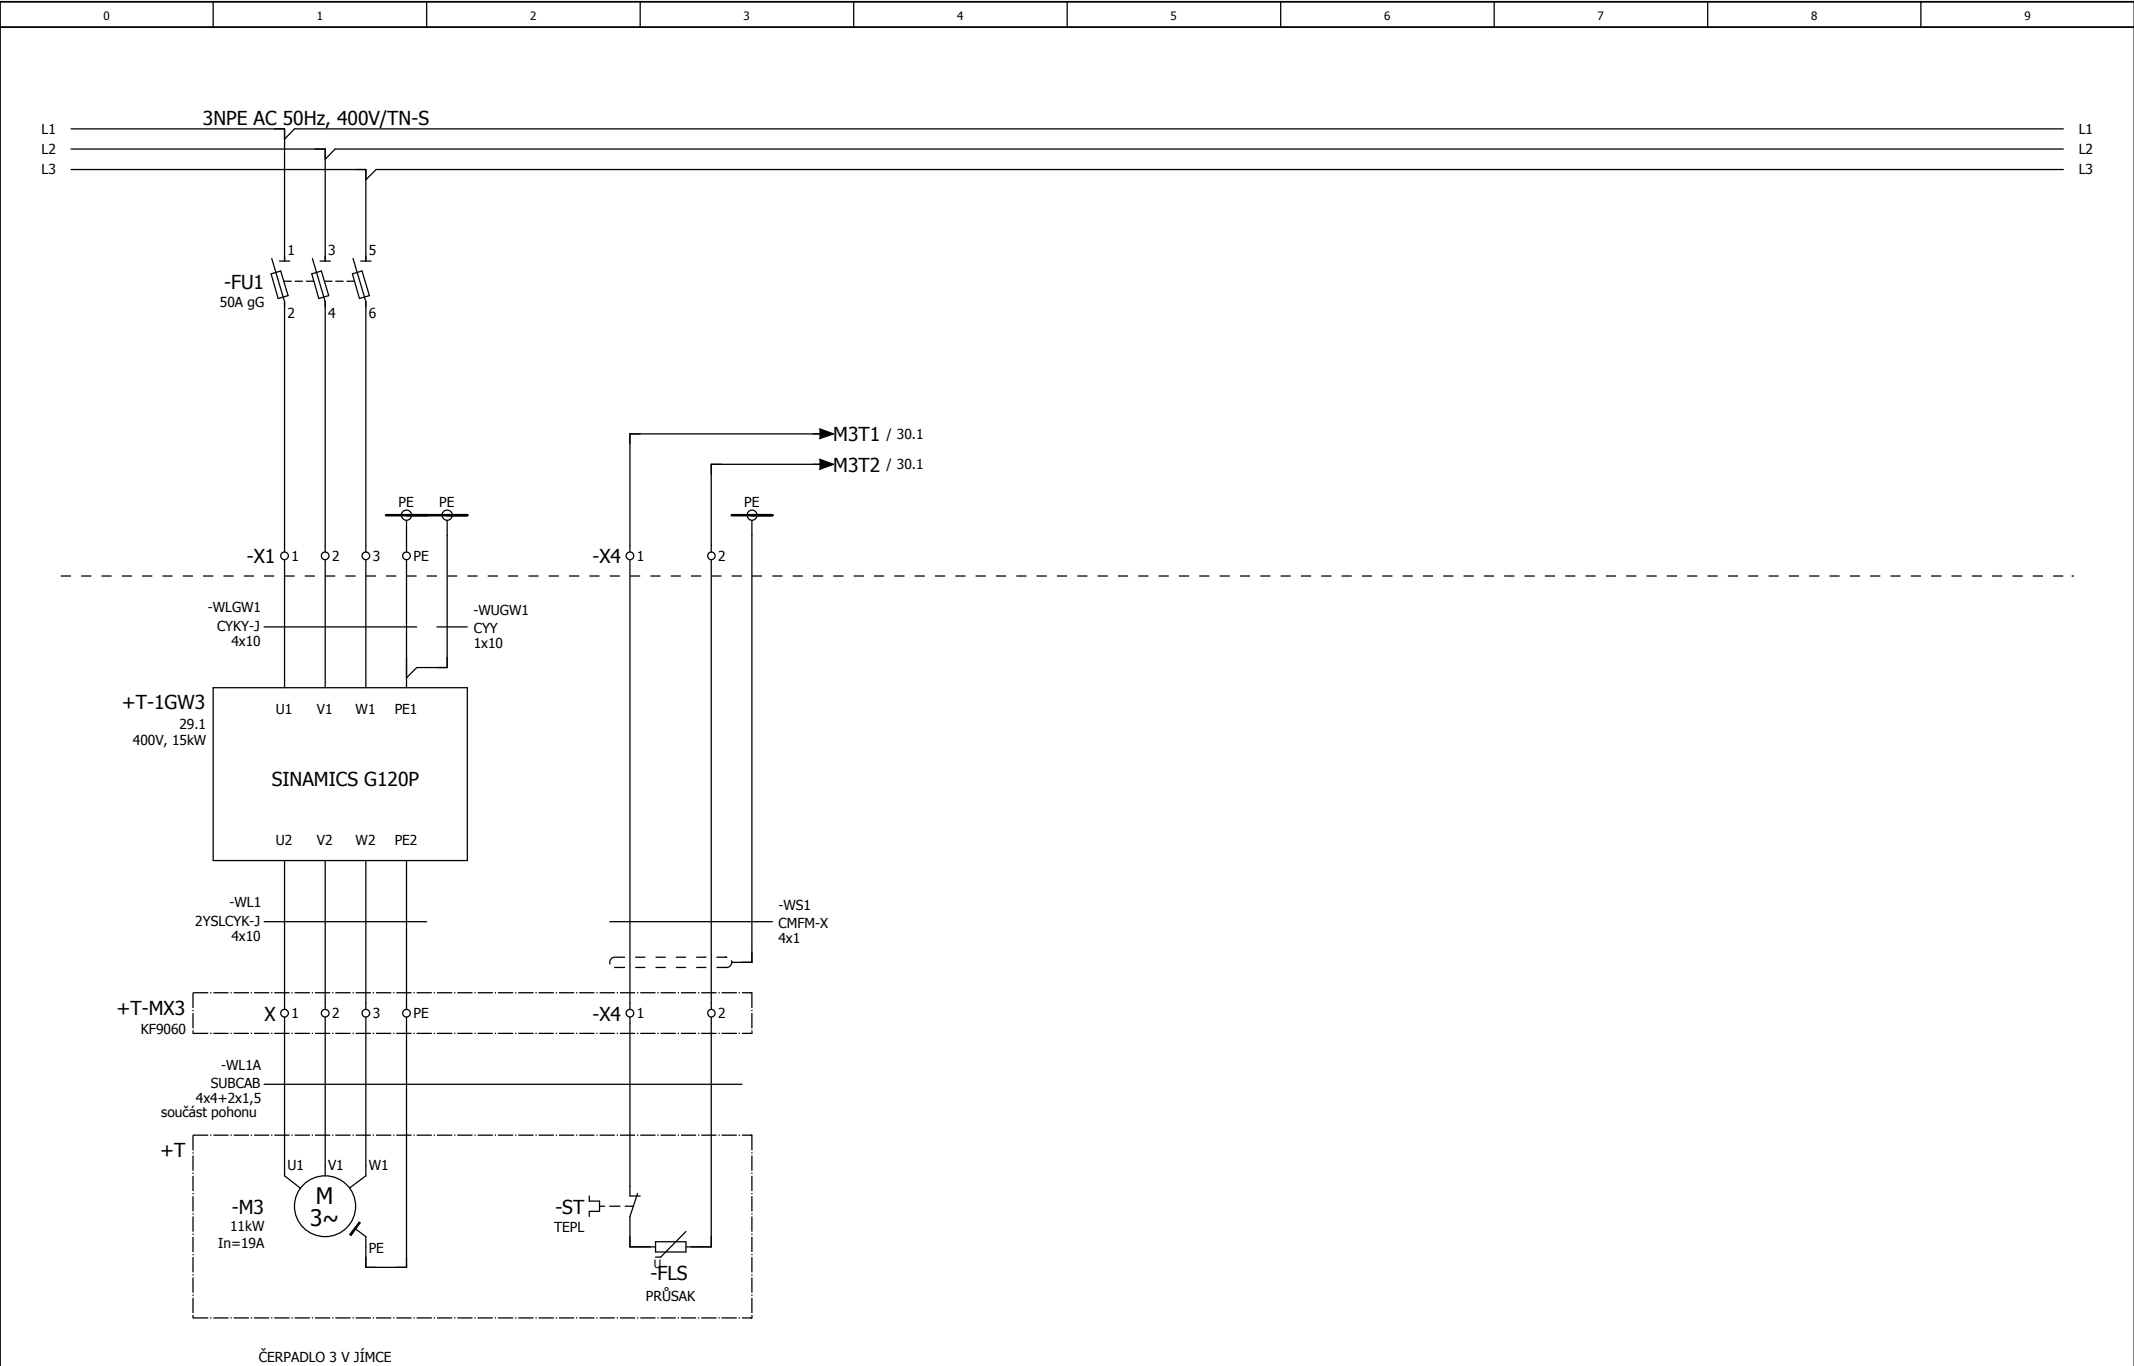 0 1 2 3 4 5 6 7 8 9
3NPE AC 50Hz, 400V/TN-S
L1 L1
L2 L2
L3 L3
1 3 5
-FU1
50A gG
2 4 6
M3T1 / 30.1
M3T2 / 30.1
PE PE PE
-X1 1 2 3 PE -X4 1 2
-WLGW1
CYKY-J
4x10
-WUGW1
CYY
1x10
+T-1GW3
29.1
400V, 15kW
U1 V1 W1 PE1
SINAMICS G120P
U2 V2 W2 PE2
-WL1
2YSLCYK-J
4x10
-WS1
CMFM-X
4x1
+T-MX3
KF9060
X 1 2 3 PE -X4 1 2
-WL1A
SUBCAB
4x4+2x1,5
součást pohonu
+T
U1 V1 W1
M
3~
-M3
11kW
In=19A
PE
-ST
TEPL
U
-FLS
PRŮSAK
ČERPADLO 3 V JÍMCE